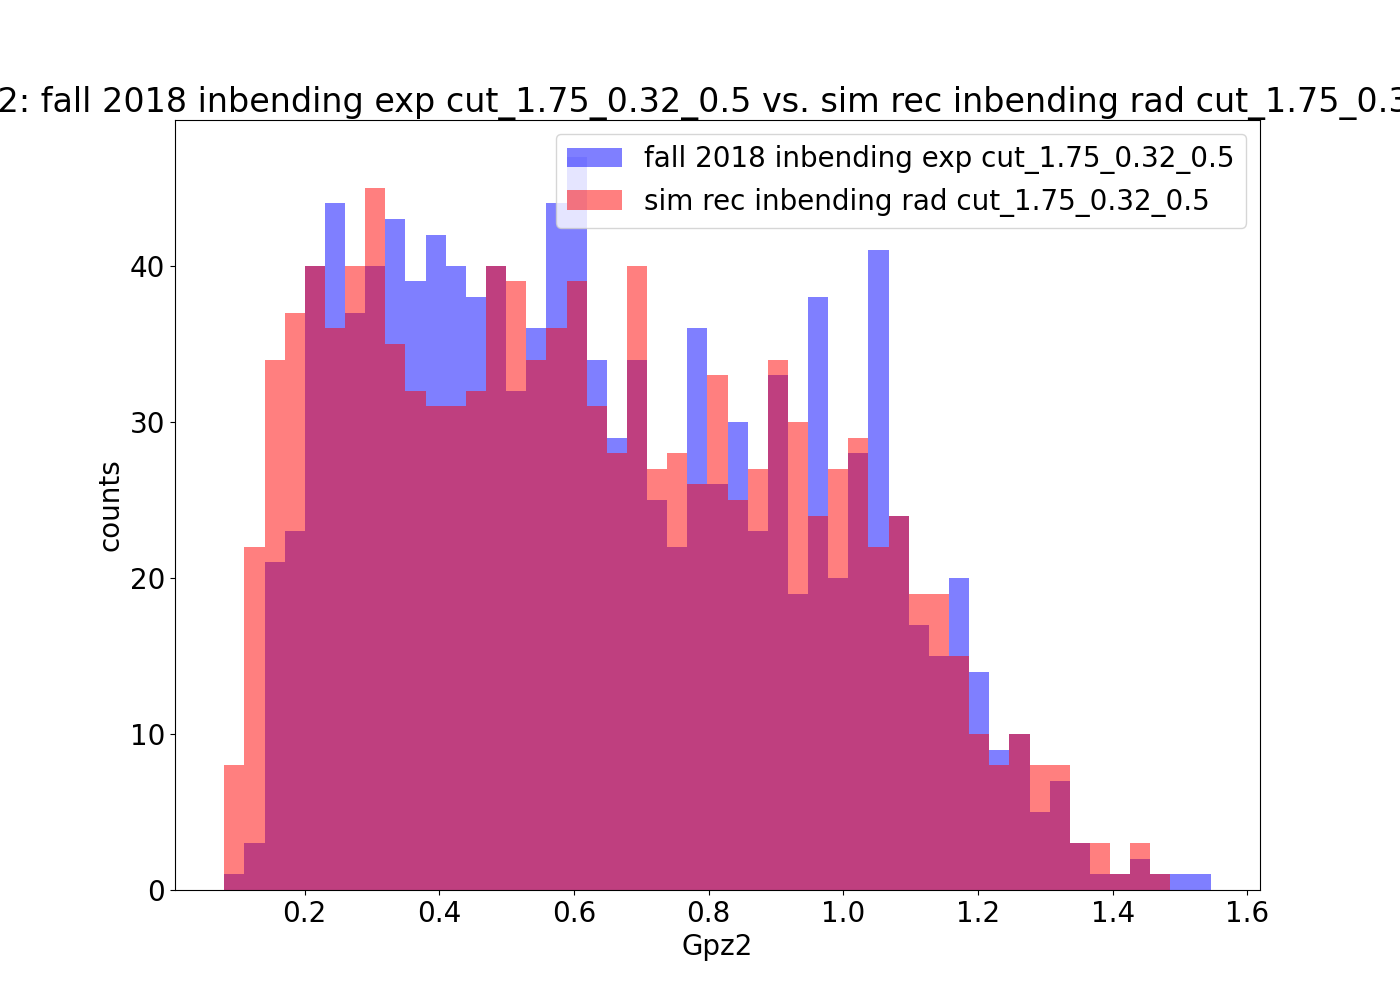 2: fall 2018 inbending exp cut_1.75_0.32_0.5 vs. sim rec inbending rad cut_1.75_0.3
fall 2018 inbending exp cut_1.75_0.32_0.5
sim rec inbending rad cut_1.75_0.32_0.5
40
30
20
10
0
counts
0.2 0.4 0.6 0.8 1.0 1.2 1.4 1.6
Gpz2